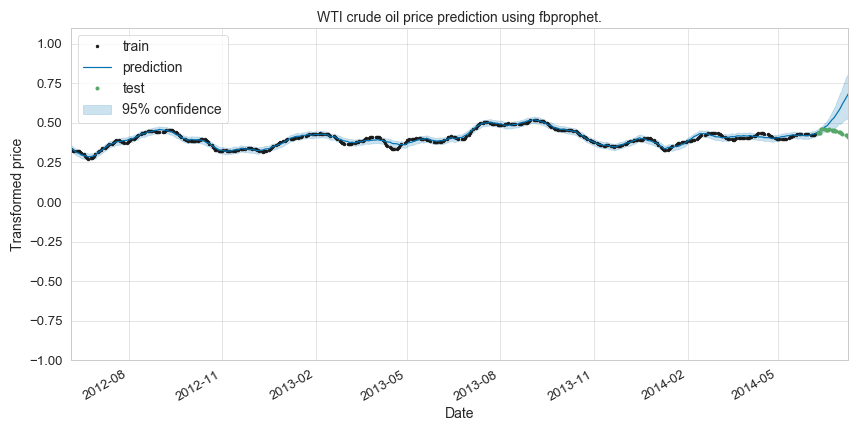 WTI crude oil price prediction using fbprophet.
train
prediction
test
95% confidence
1.00
0.75
0.50
0.25
0.00
−0.25
−0.50
−0.75
−1.00
Transformed price
2012-08
2012-11
2013-02
2013-05
2013-08
2013-11
2014-02
2014-05
Date